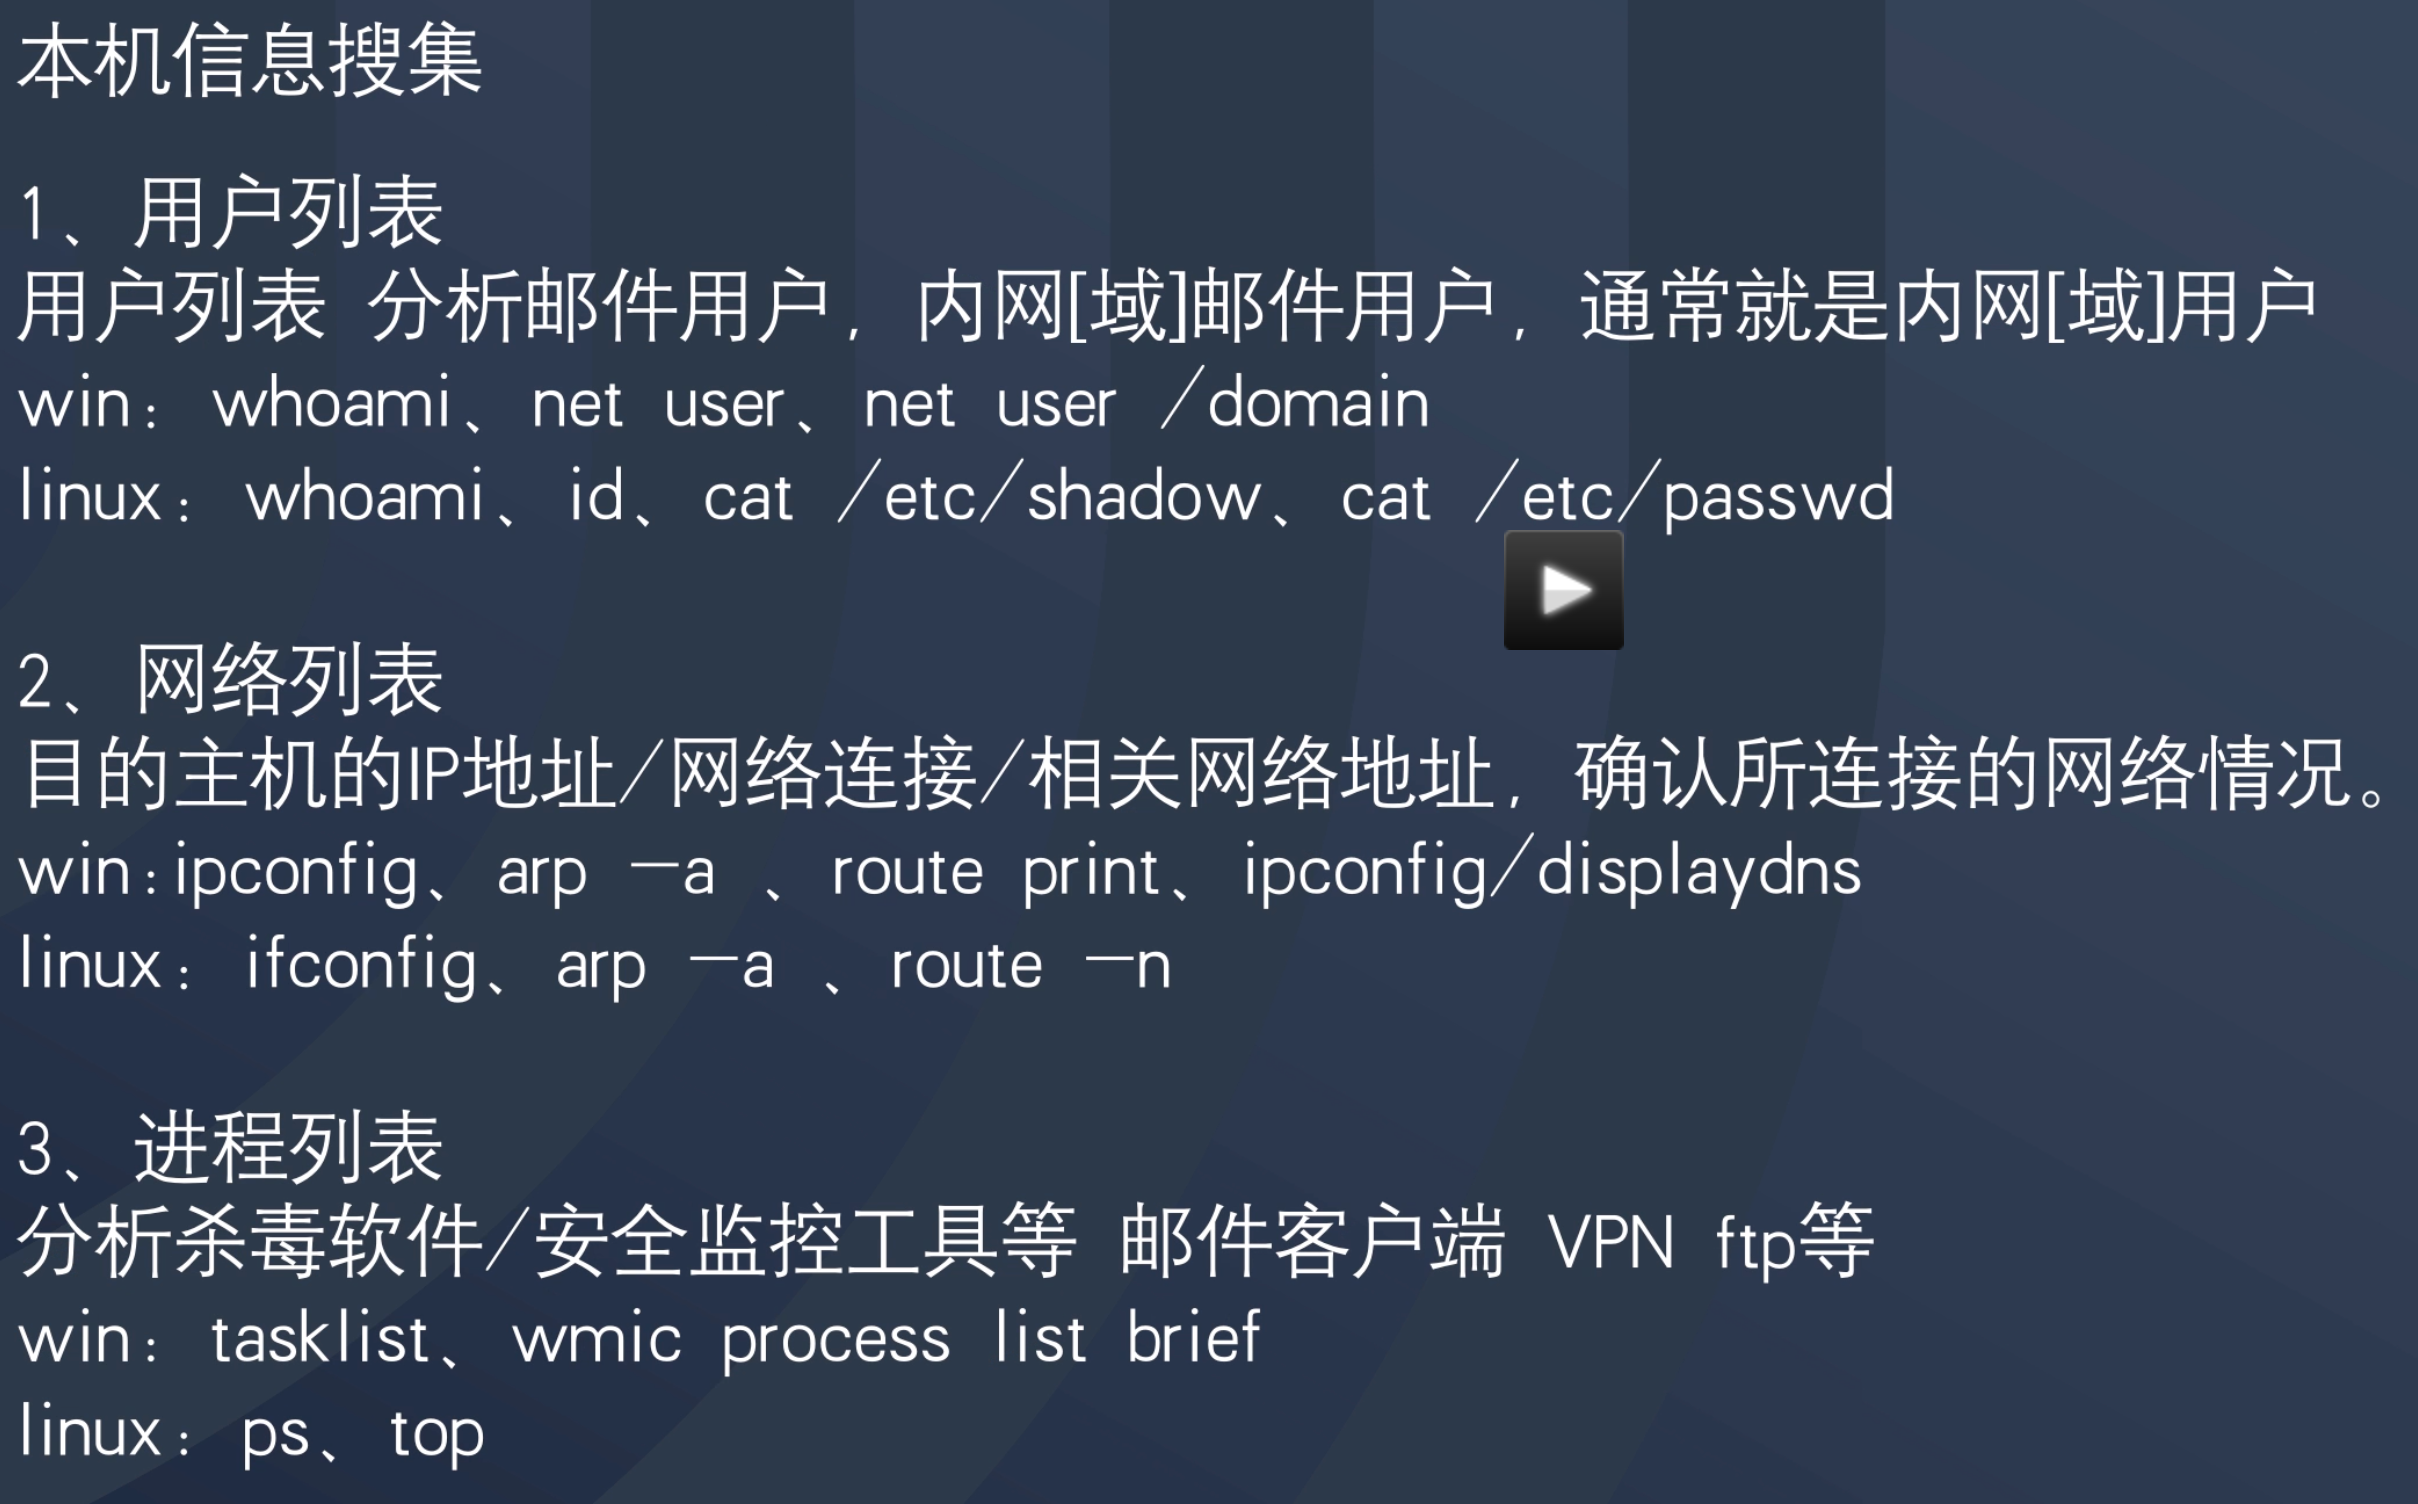 本机信息搜集
1、用户列表
用户列表 分析邮件用户, 内网[域]邮件用户, 通常就是内网[域]用户
win: whoami、net user、net user /domain
linux: whoami、id、cat /etc/shadow、cat /etc/passwd
2、网络列表
目的主机的IP地址/网络连接/相关网络地址, 确认所连接的网络情况。
win:ipconfig、arp —a 、route print、ipconfig/displaydns
linux: ifconfig、arp —a 、route —n
3、进程列表
分析杀毒软件/安全监控工具等 邮件客户端 VPN ftp等
win: tasklist、wmic process list brief
linux: ps、top